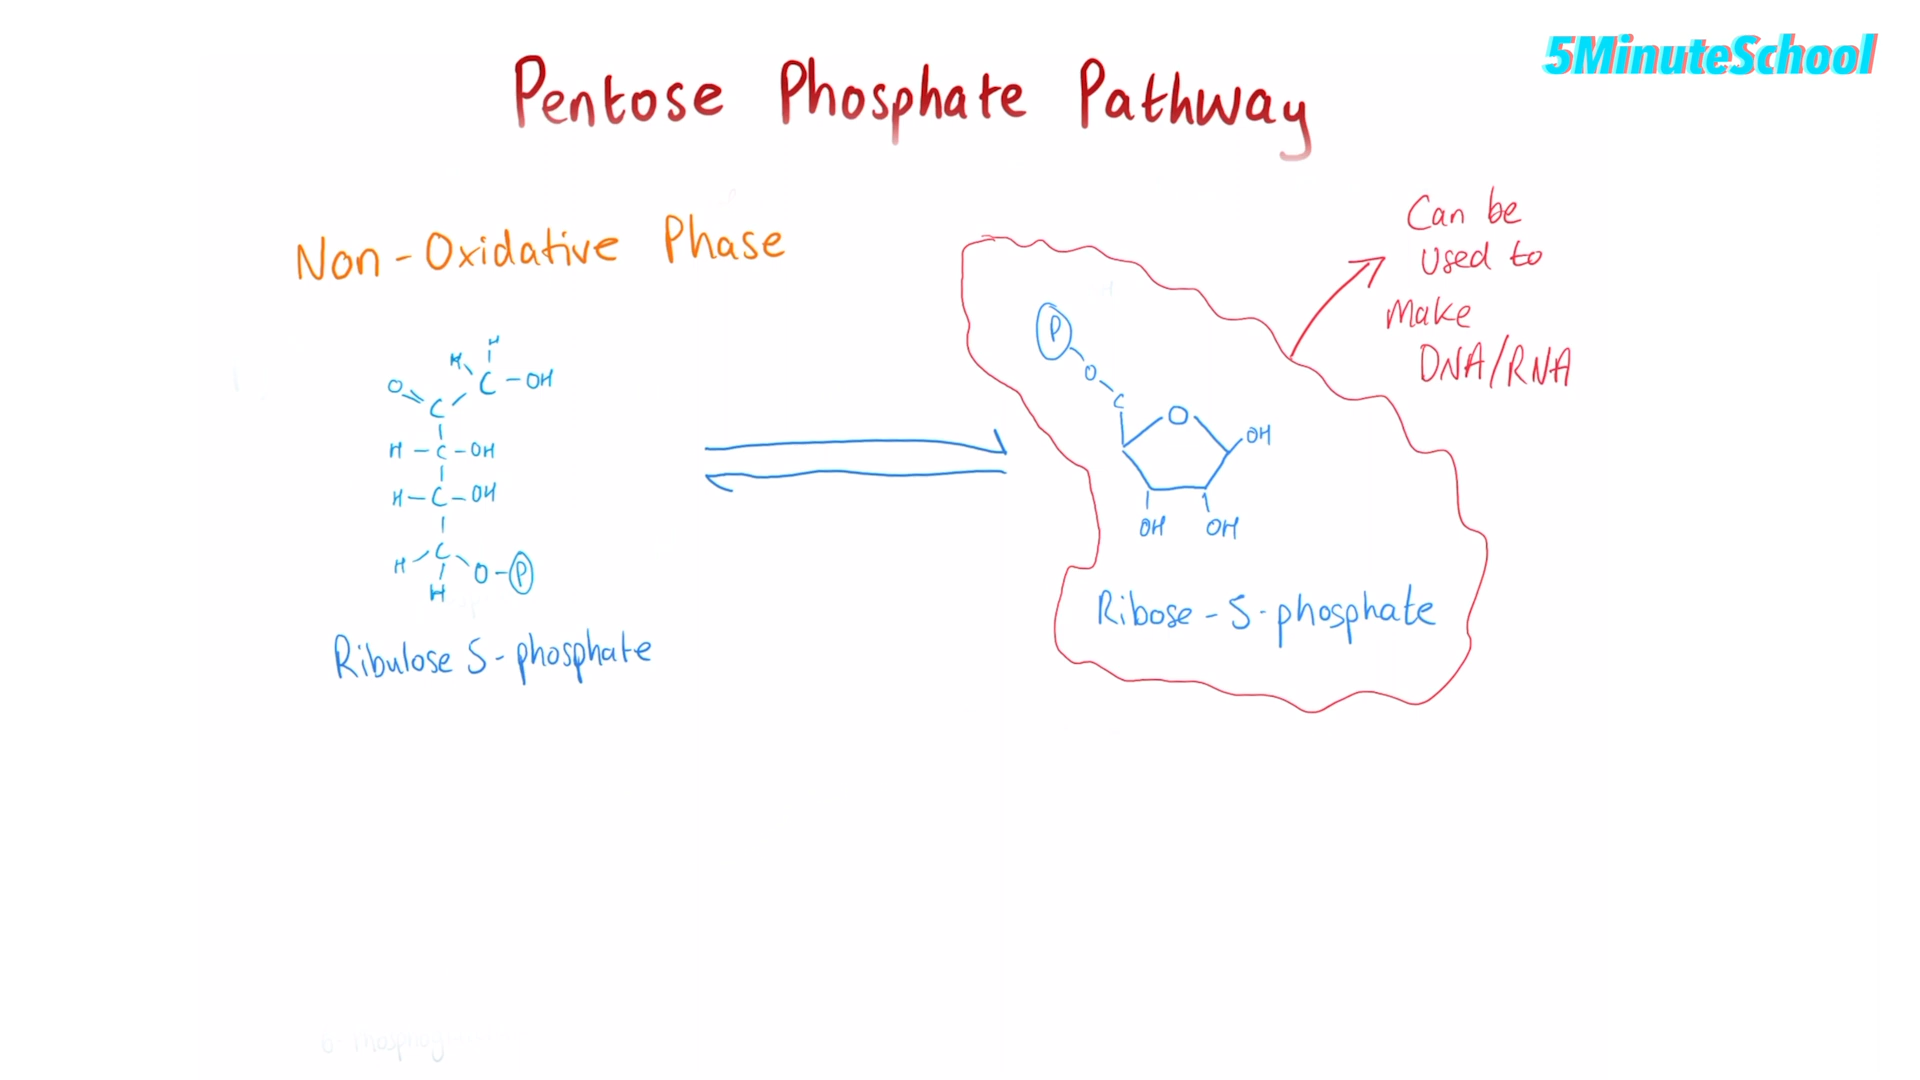 5MinuteSchool
Pentose Phosphate Pathway
Non-Oxidative Phase
Can be
Used to
Make
DNA/RNA
H
H
O C-OH
C
H-C-OH
H-C-OH
C
H O-P
H
Ribulose 5-phosphate
P
O
C
O
OH
OH OH
Ribose-5-phosphate